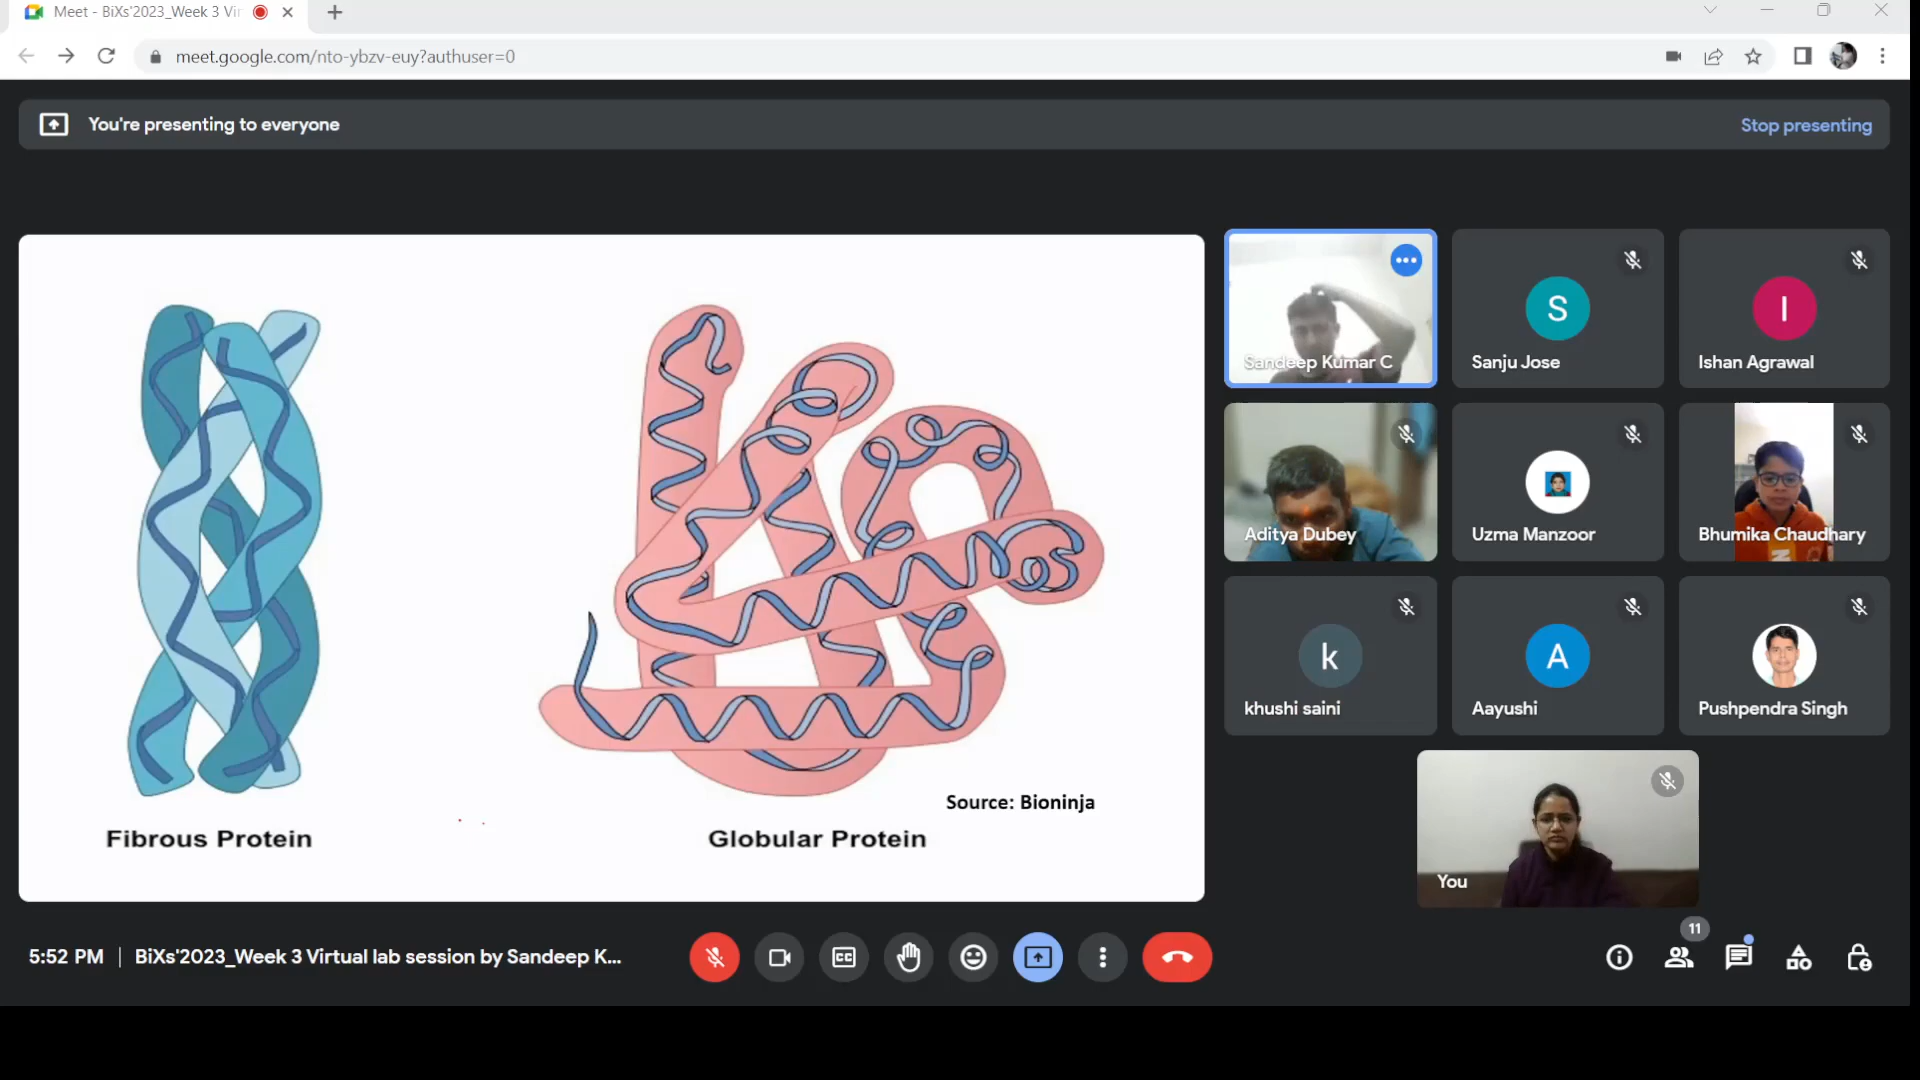 Meet - BiXs'2023_Week 3 Vir
meet.google.com/nto-ybzv-euy?authuser=0
You're presenting to everyone
Stop presenting
Sandeep Kumar C
Sanju Jose
Ishan Agrawal
Aditya Dubey
Uzma Manzoor
Bhumika Chaudhary
khushi saini
Aayushi
Pushpendra Singh
You
S
I
k
A
Source: Bioninja
Fibrous Protein
Globular Protein
5:52 PM | BiXs'2023_Week 3 Virtual lab session by Sandeep K...
CC
11